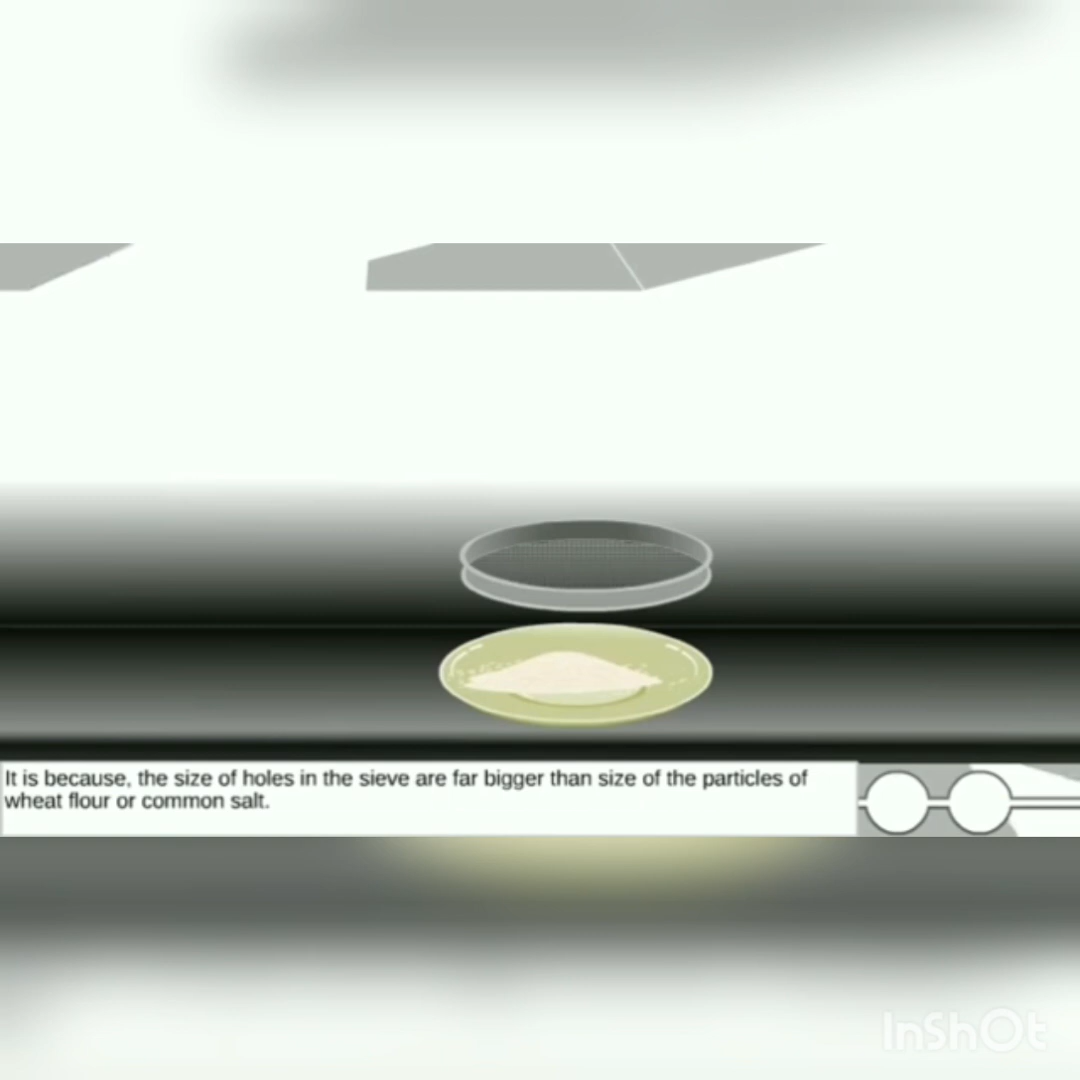 It is because, the size of holes in the sieve are far bigger than size of the particles of
wheat flour or common salt.
InShOt